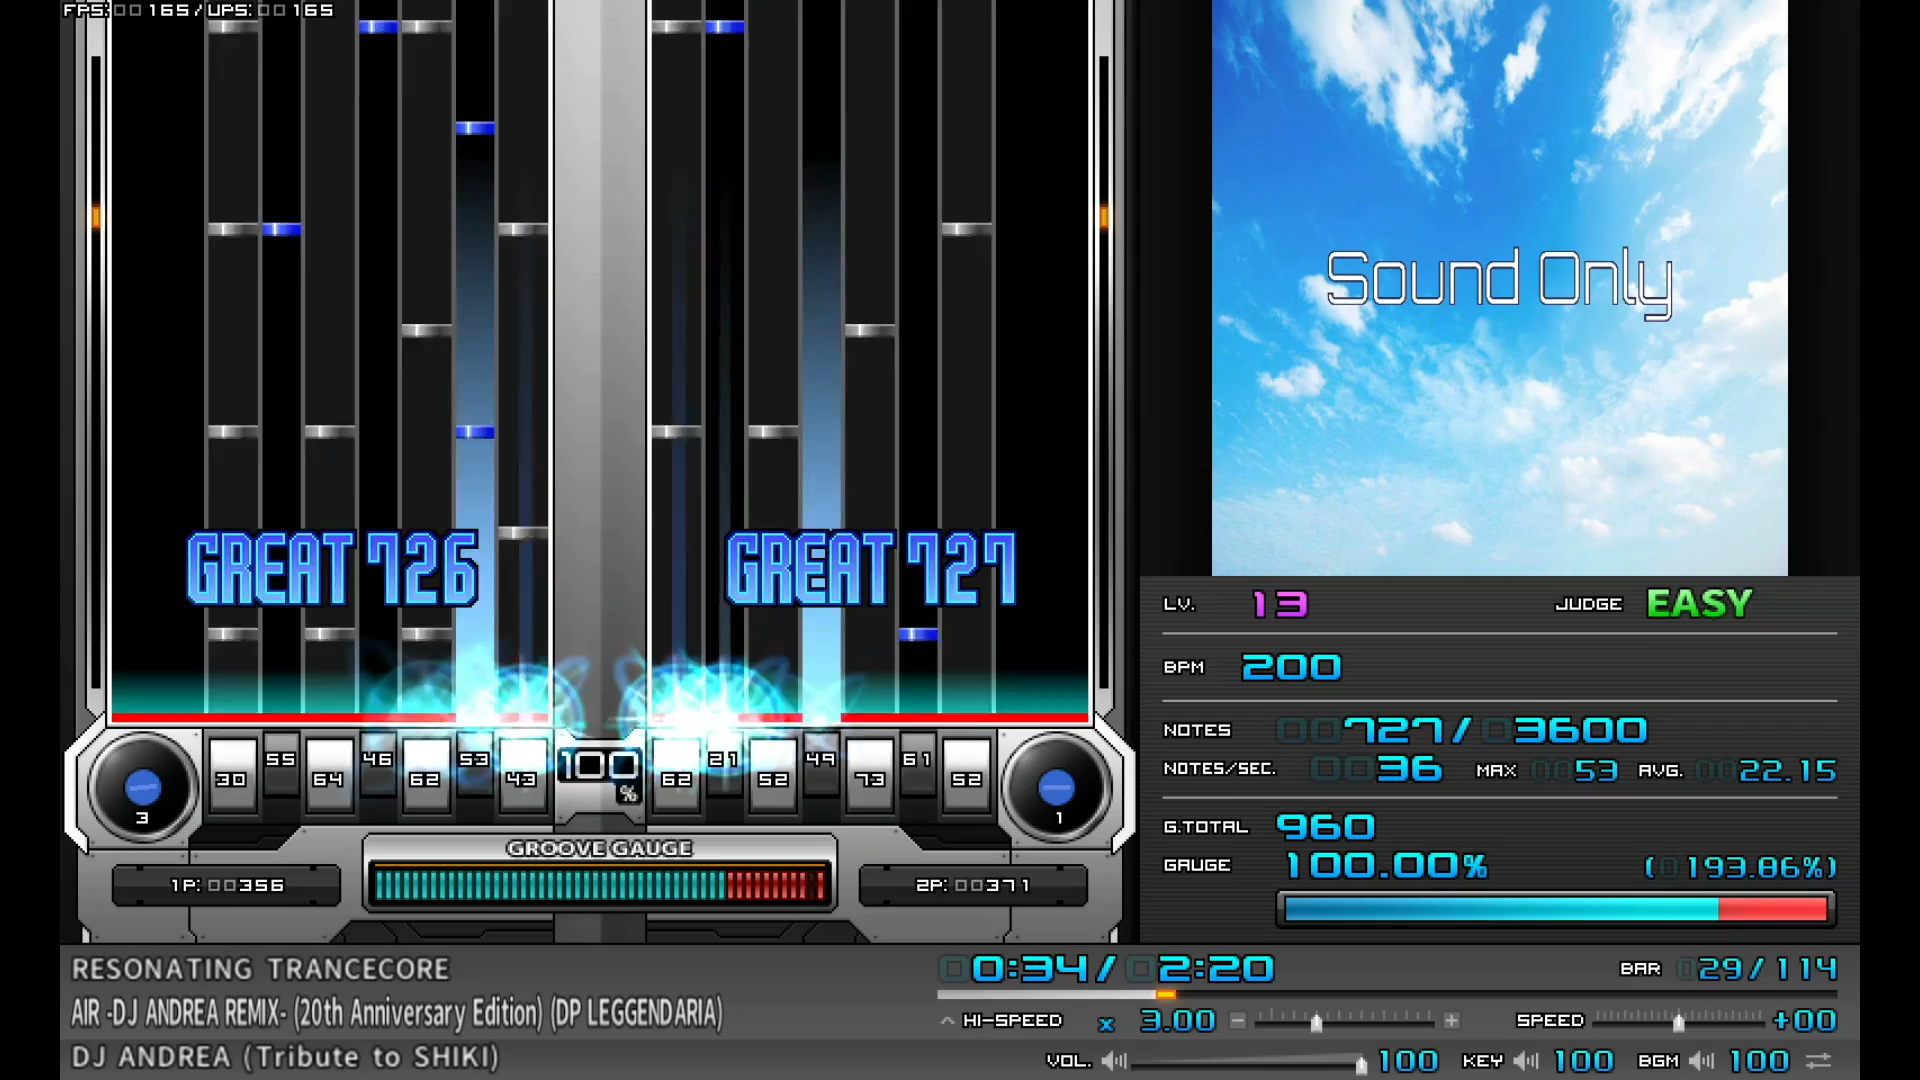 FPS:00165/UPS:00165
Sound Only
GREAT 726
GREAT 727
LV. 13 JUDGE EASY
BPM 200
NOTES 00727/03600
NOTES/SEC. 0036 MAX 0053 AVG. 0022.15
30 55 64 46 62 53 43 100% 62 21 52 49 73 61 52
3 1
G.TOTAL 960
GROOVE GAUGE
GAUGE 100.00% (0193.86%)
1P:00356 2P:00371
RESONATING TRANCECORE
00:34/02:20 BAR 029/114
AIR -DJ ANDREA REMIX- (20th Anniversary Edition) (DP LEGGENDARIA)
HI-SPEED x 3.00 - + SPEED +00
DJ ANDREA (Tribute to SHIKI)
VOL. 100 KEY 100 BGM 100